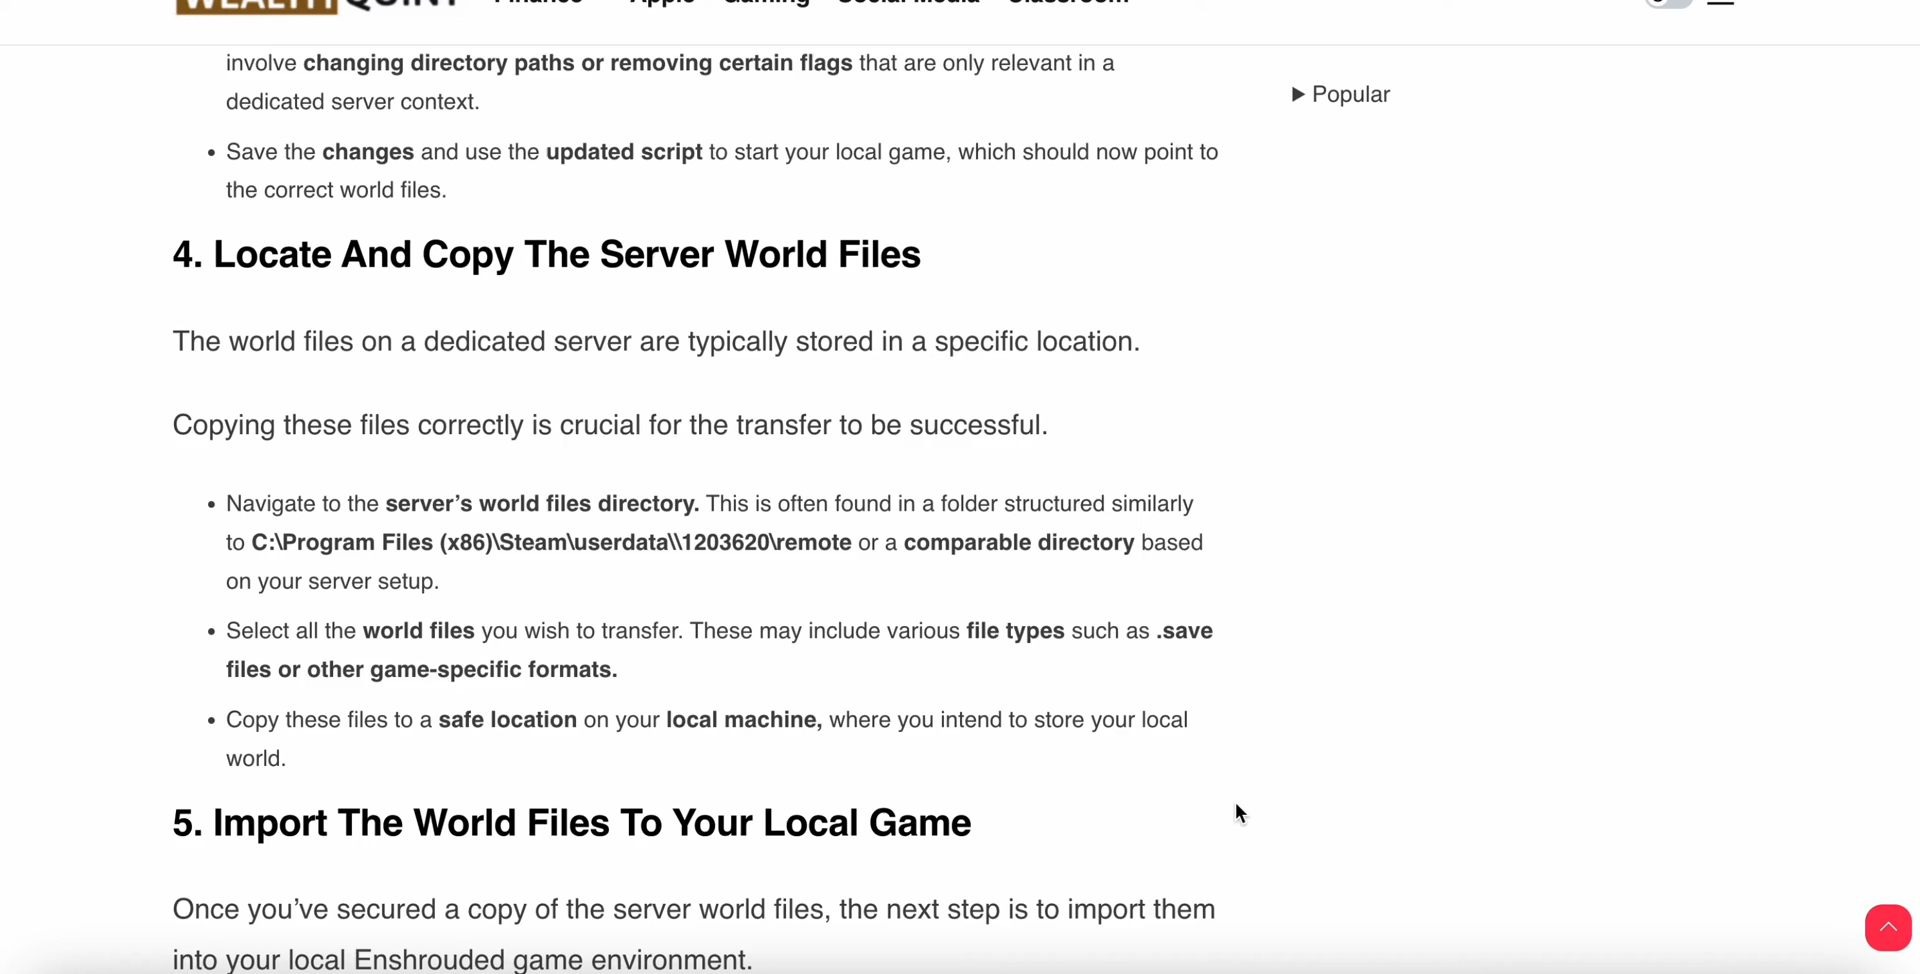 WEALTH QUINT Finance Apple Gaming Social Media Classroom
involve changing directory paths or removing certain flags that are only relevant in a
dedicated server context.
▶ Popular
• Save the changes and use the updated script to start your local game, which should now point to
the correct world files.
4. Locate And Copy The Server World Files
The world files on a dedicated server are typically stored in a specific location.
Copying these files correctly is crucial for the transfer to be successful.
• Navigate to the server’s world files directory. This is often found in a folder structured similarly
to C:\Program Files (x86)\Steam\userdata\\1203620\remote or a comparable directory based
on your server setup.
• Select all the world files you wish to transfer. These may include various file types such as .save
files or other game-specific formats.
• Copy these files to a safe location on your local machine, where you intend to store your local
world.
5. Import The World Files To Your Local Game
Once you’ve secured a copy of the server world files, the next step is to import them
into your local Enshrouded game environment.